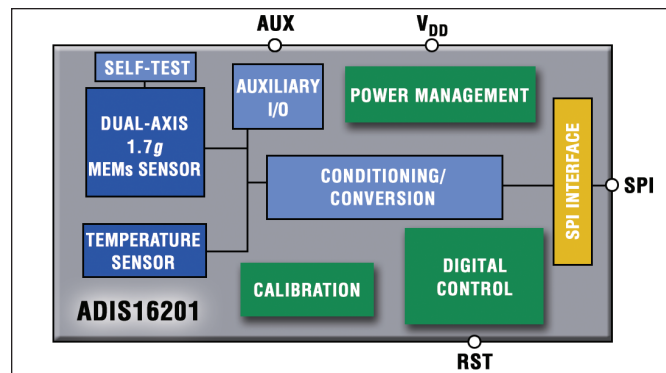 AUX
VDD
SELF-TEST
AUXILIARY
I/O
POWER MANAGEMENT
DUAL-AXIS
1.7g
MEMs SENSOR
CONDITIONING/
CONVERSION
SPI INTERFACE
SPI
TEMPERATURE
SENSOR
CALIBRATION
DIGITAL
CONTROL
ADIS16201
RST